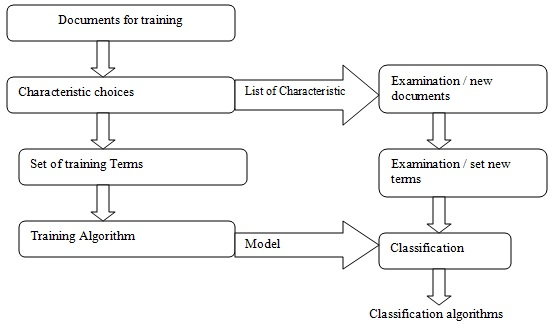 Documents for training
Characteristic choices
List of Characteristic
Examination / new
documents
Set of training Terms
Examination / set new
terms
Training Algorithm
Model
Classification
Classification algorithms